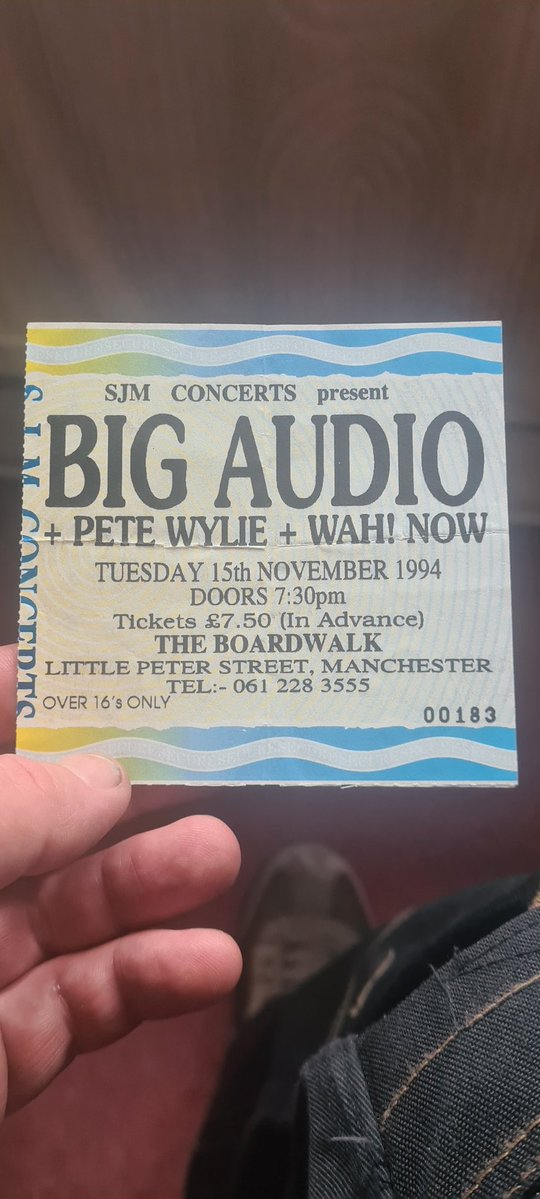 SJM CONCERTS present
BIG AUDIO
+ PETE WYLIE + WAH! NOW
TUESDAY 15th NOVEMBER 1994
DOORS 7:30pm
Tickets £7.50 (In Advance)
THE BOARDWALK
LITTLE PETER STREET, MANCHESTER
TEL:- 061 228 3555
OVER 16's ONLY
00183
SJM CONCERTS